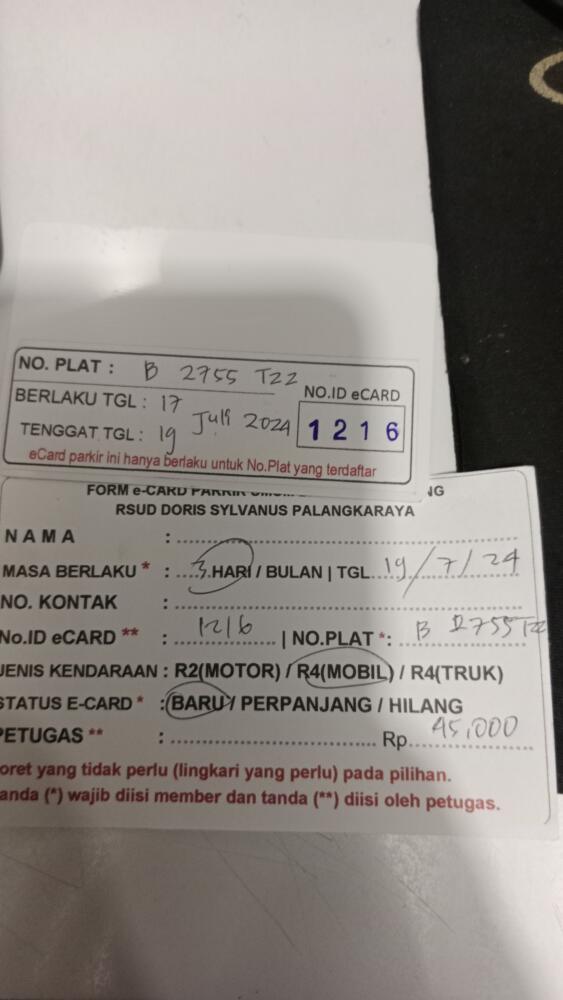 NO. PLAT : B 2755 TZZ
BERLAKU TGL : 17
TENGGAT TGL : 19 Juli 2024
NO.ID eCARD
1216
eCard parkir ini hanya berlaku untuk No.Plat yang terdaftar
FORM e-CARD PARKIR
RSUD DORIS SYLVANUS PALANGKARAYA
NAMA :
MASA BERLAKU * : 3 HARI / BULAN | TGL 19/7/24
NO. KONTAK :
No.ID eCARD ** : 1216 | NO.PLAT *: B 2755 TZZ
JENIS KENDARAAN : R2(MOTOR) / R4(MOBIL) / R4(TRUK)
STATUS E-CARD * : BARU / PERPANJANG / HILANG
PETUGAS ** : Rp. 45,000
oret yang tidak perlu (lingkari yang perlu) pada pilihan.
anda (*) wajib diisi member dan tanda (**) diisi oleh petugas.